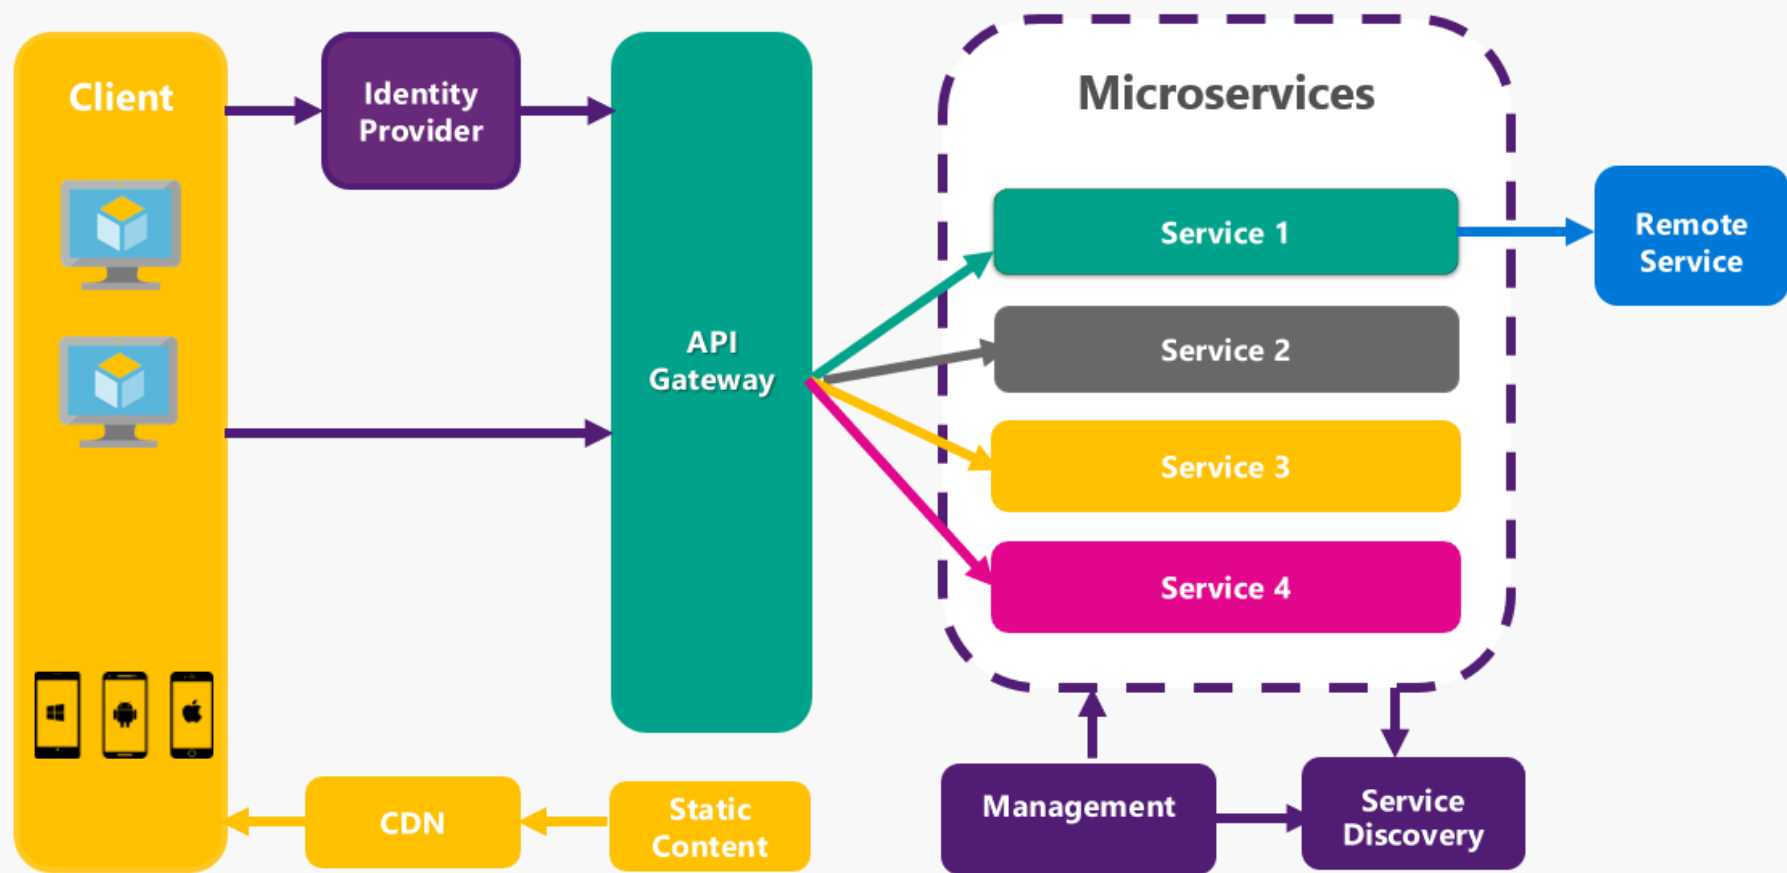 Client
Identity
Provider
API
Gateway
Microservices
Service 1
Service 2
Service 3
Service 4
Remote
Service
CDN
Static
Content
Management
Service
Discovery